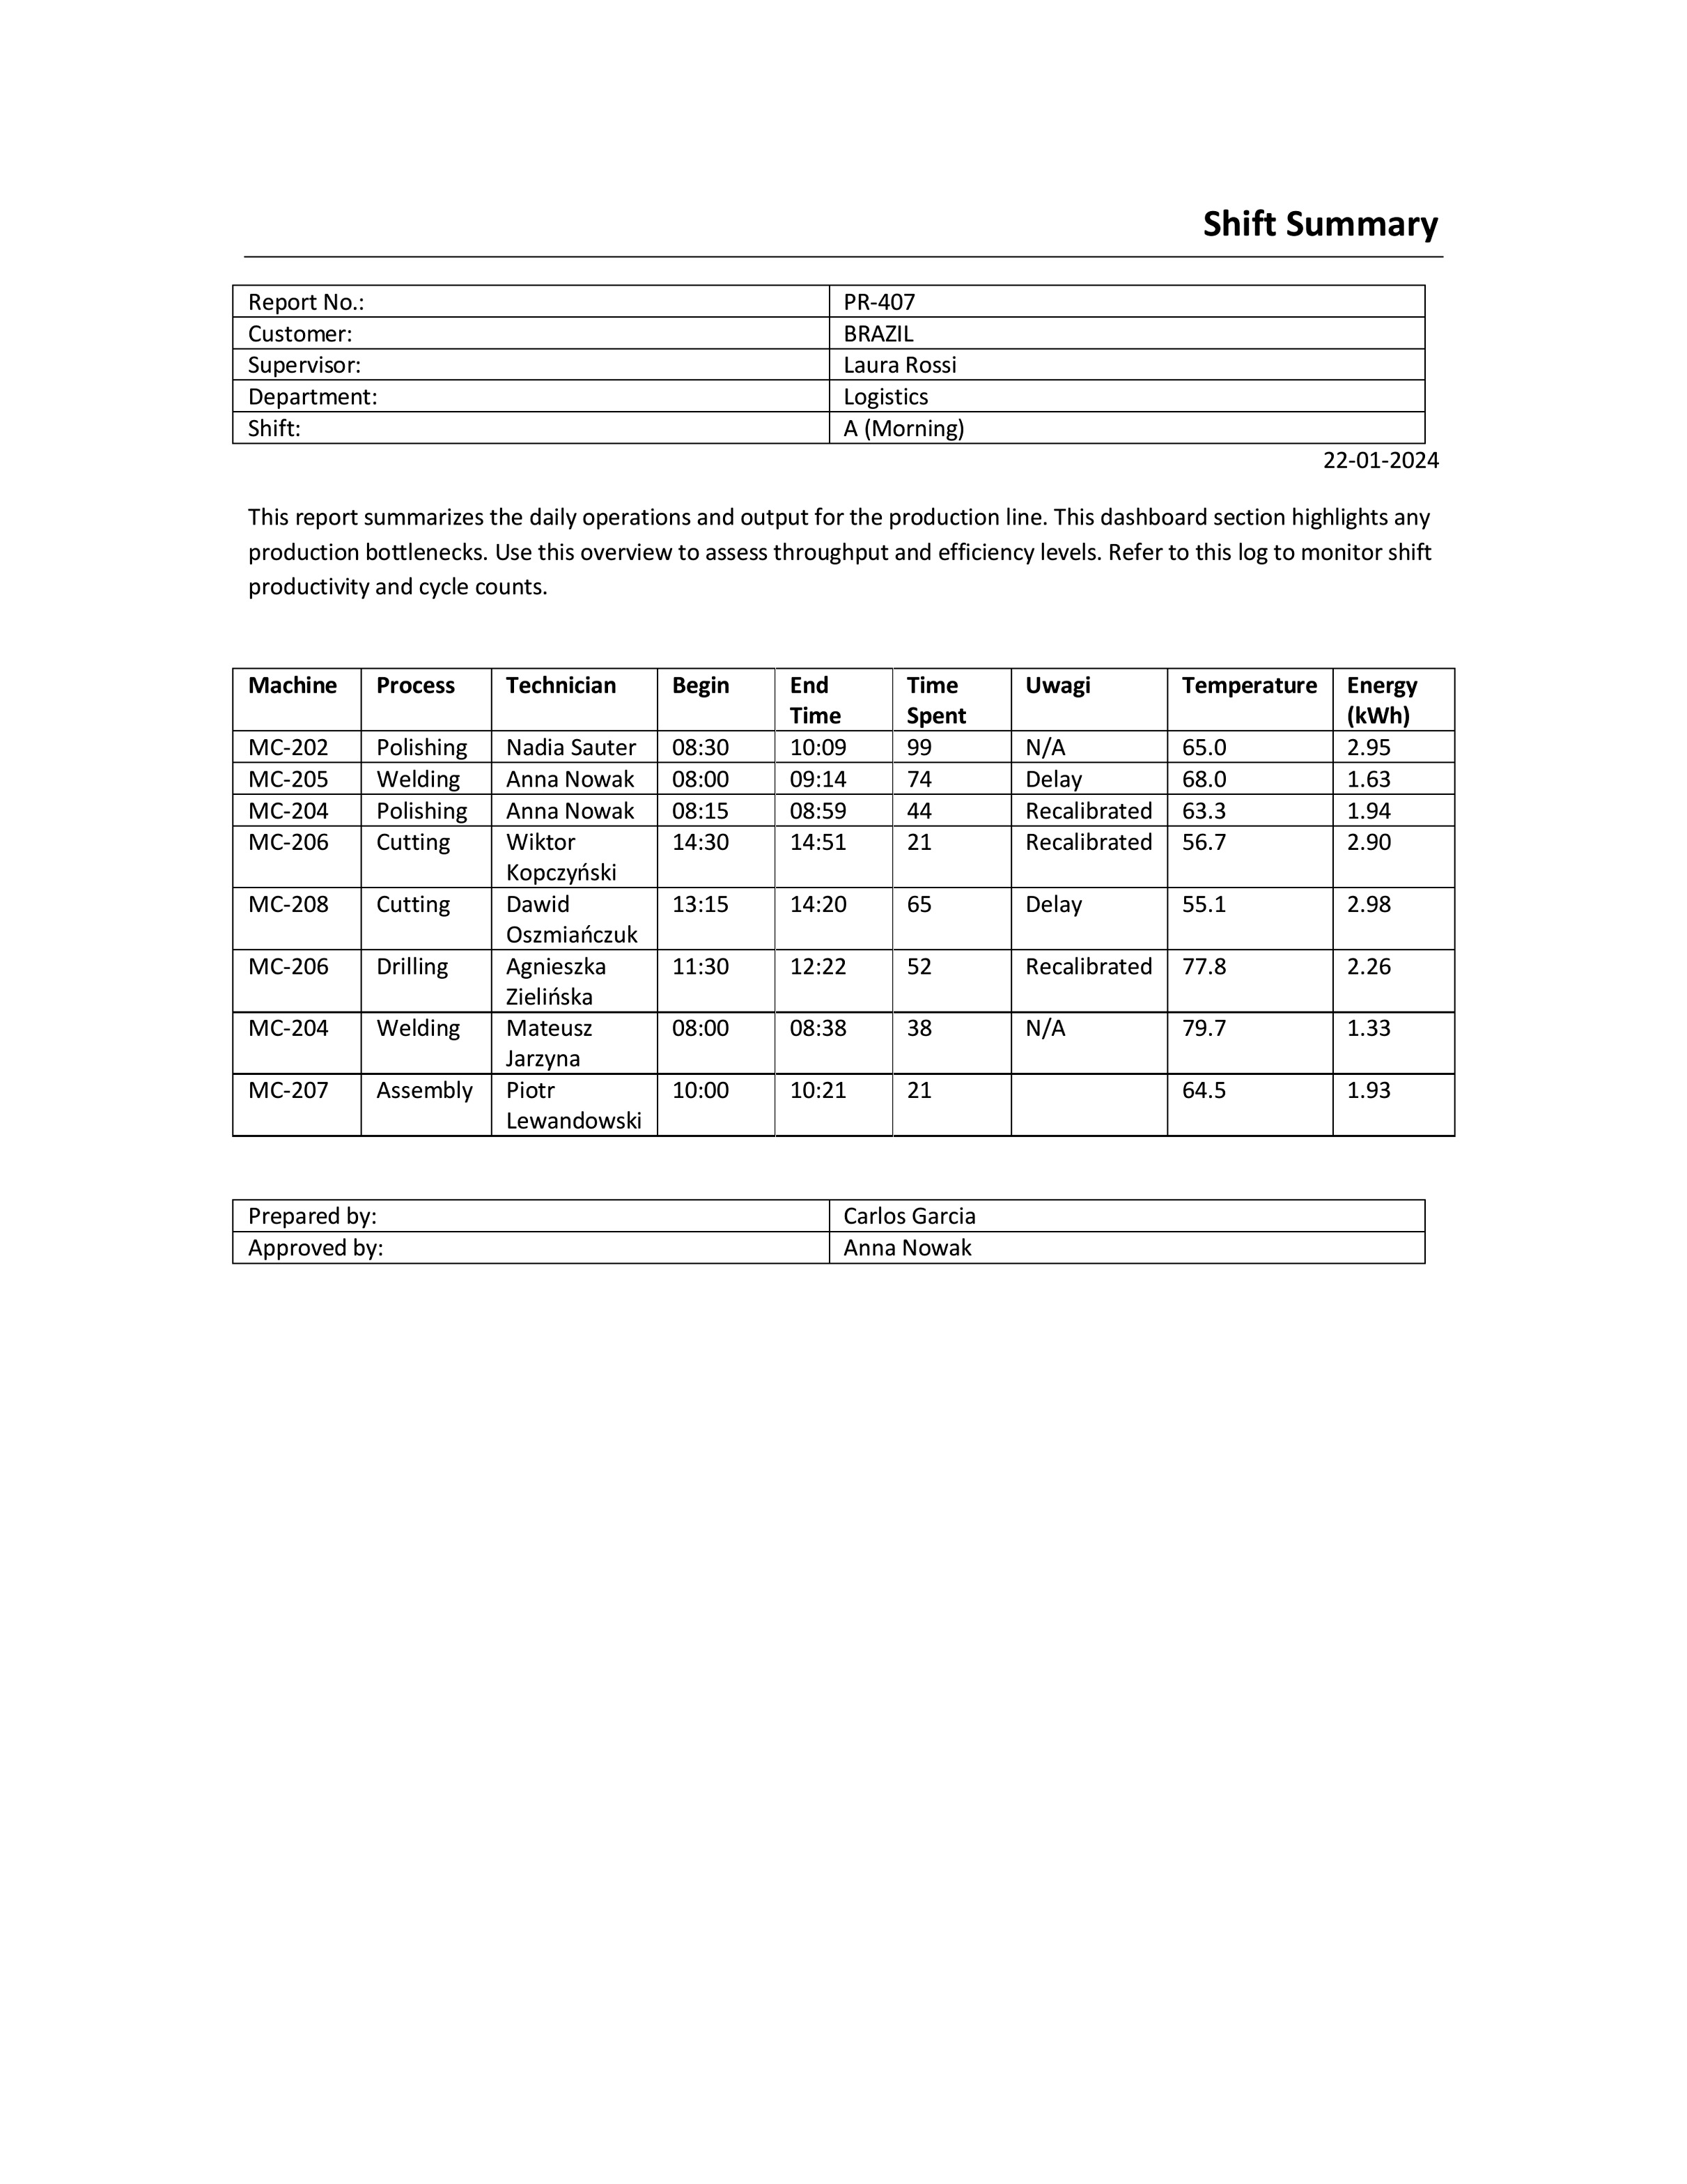 Shift Summary
Report No.: PR-407
Customer: BRAZIL
Supervisor: Laura Rossi
Department: Logistics
Shift: A (Morning)
22-01-2024
This report summarizes the daily operations and output for the production line. This dashboard section highlights any
production bottlenecks. Use this overview to assess throughput and efficiency levels. Refer to this log to monitor shift
productivity and cycle counts.
Machine Process Technician Begin End Time Time Spent Uwagi Temperature Energy (kWh)
MC-202 Polishing Nadia Sauter 08:30 10:09 99 N/A 65.0 2.95
MC-205 Welding Anna Nowak 08:00 09:14 74 Delay 68.0 1.63
MC-204 Polishing Anna Nowak 08:15 08:59 44 Recalibrated 63.3 1.94
MC-206 Cutting Wiktor Kopczyński 14:30 14:51 21 Recalibrated 56.7 2.90
MC-208 Cutting Dawid Oszmiańczuk 13:15 14:20 65 Delay 55.1 2.98
MC-206 Drilling Agnieszka Zielińska 11:30 12:22 52 Recalibrated 77.8 2.26
MC-204 Welding Mateusz Jarzyna 08:00 08:38 38 N/A 79.7 1.33
MC-207 Assembly Piotr Lewandowski 10:00 10:21 21 64.5 1.93
Prepared by: Carlos Garcia
Approved by: Anna Nowak